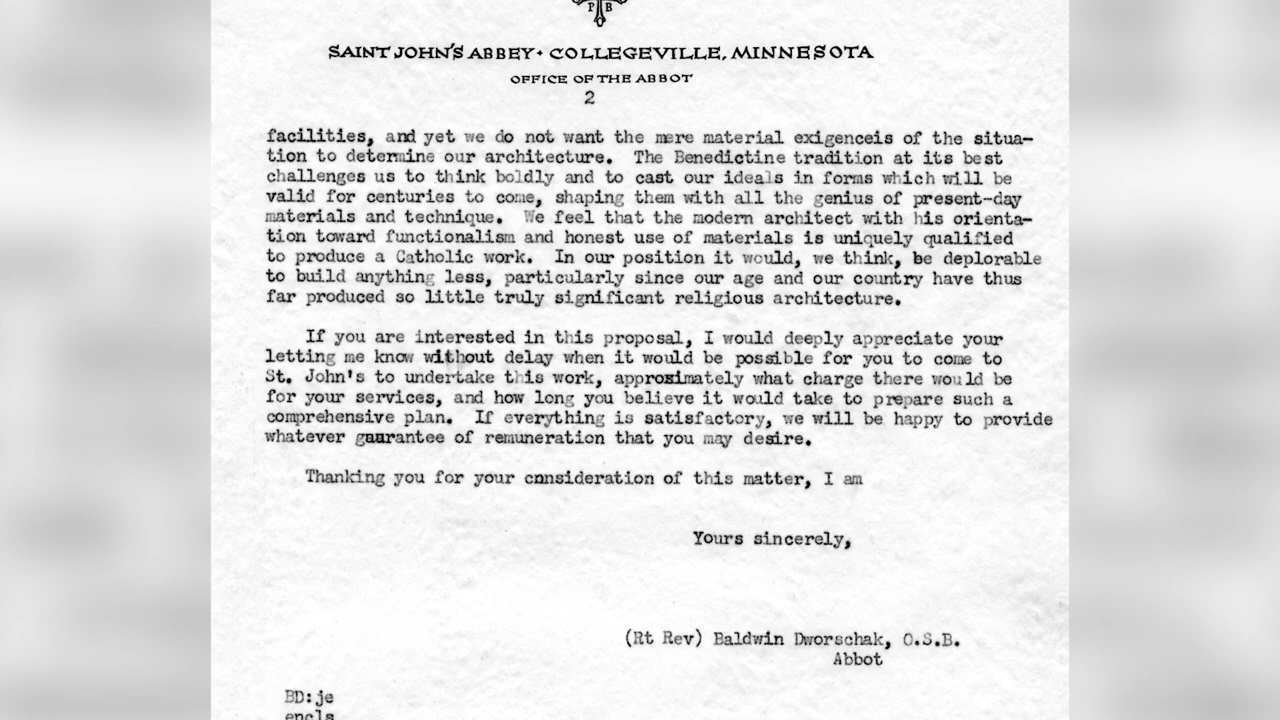 P B
SAINT JOHN'S ABBEY + COLLEGEVILLE, MINNESOTA
OFFICE OF THE ABBOT
2
facilities, and yet we do not want the mere material exigenceis of the situa-
tion to determine our architecture.  The Benedictine tradition at its best
challenges us to think boldly and to cast our ideals in forms which will be
valid for centuries to come, shaping them with all the genius of present-day
materials and technique.  We feel that the modern architect with his orienta-
tion toward functionalism and honest use of materials is uniquely qualified
to produce a Catholic work.  In our position it would, we think, be deplorable
to build anything less, particularly since our age and our country have thus
far produced so little truly significant religious architecture.
If you are interested in this proposal, I would deeply appreciate your
letting me know without delay when it would be possible for you to come to
St. John's to undertake this work, approximately what charge there would be
for your services, and how long you believe it would take to prepare such a
comprehensive plan.  If everything is satisfactory, we will be happy to provide
whatever guarantee of remuneration that you may desire.
Thanking you for your cnnsideration of this matter, I am
Yours sincerely,
(Rt Rev) Baldwin Dworschak, O.S.B.
Abbot
BD:je
encls